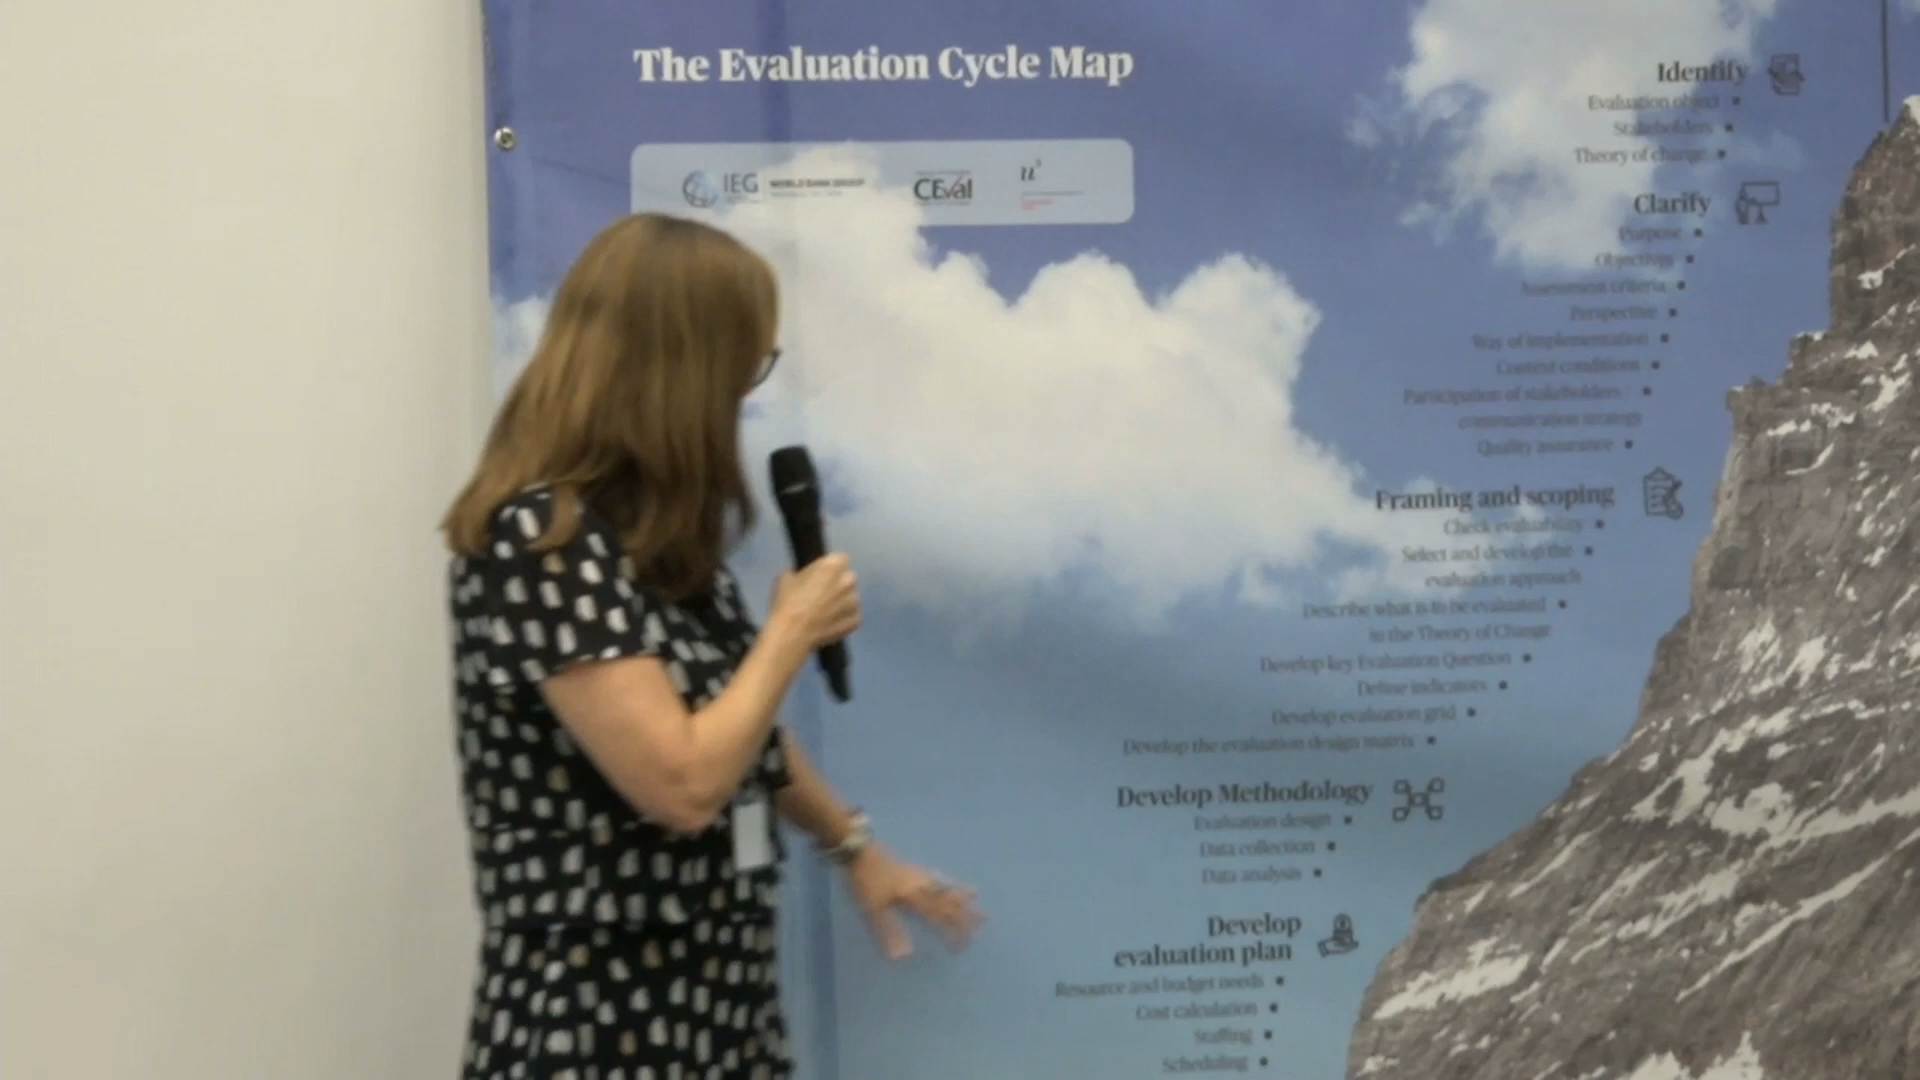 The Evaluation Cycle Map
IEG WORLD BANK GROUP
CEval
u
Identify
Evaluation object
Stakeholders
Theory of change
Clarify
Purpose
Objectives
Assessment criteria
Perspective
Way of implementation
Context conditions
Participation of stakeholders /
communication strategy
Quality assurance
Framing and scoping
Check evaluability
Select and develop the
evaluation approach
Describe what is to be evaluated
in the Theory of Change
Develop key Evaluation Question
Define indicators
Develop evaluation grid
Develop the evaluation design matrix
Develop Methodology
Evaluation design
Data collection
Data analysis
Develop
evaluation plan
Resource and budget needs
Cost calculation
Staffing
Scheduling